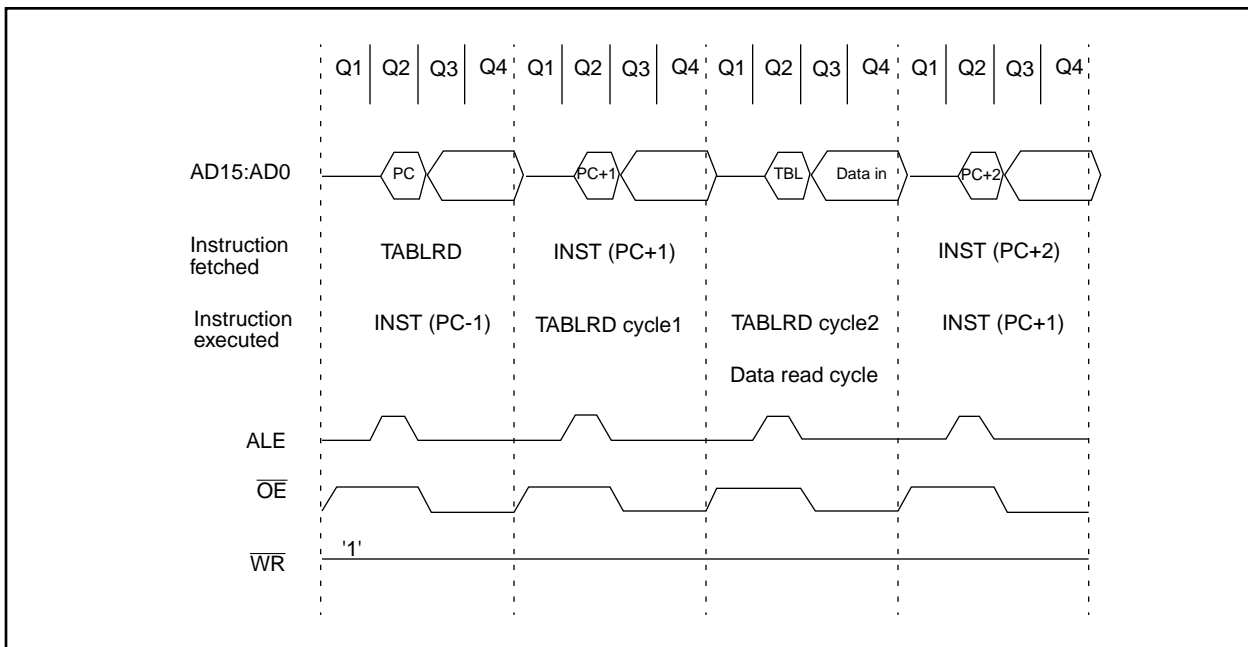 Q1 Q2 Q3 Q4 Q1 Q2 Q3 Q4 Q1 Q2 Q3 Q4 Q1 Q2 Q3 Q4
AD15:AD0 PC PC+1 TBL Data in PC+2
Instruction
fetched
TABLRD INST (PC+1) INST (PC+2)
Instruction
executed
INST (PC-1) TABLRD cycle1 TABLRD cycle2 INST (PC+1)
Data read cycle
ALE
OE
'1'
WR